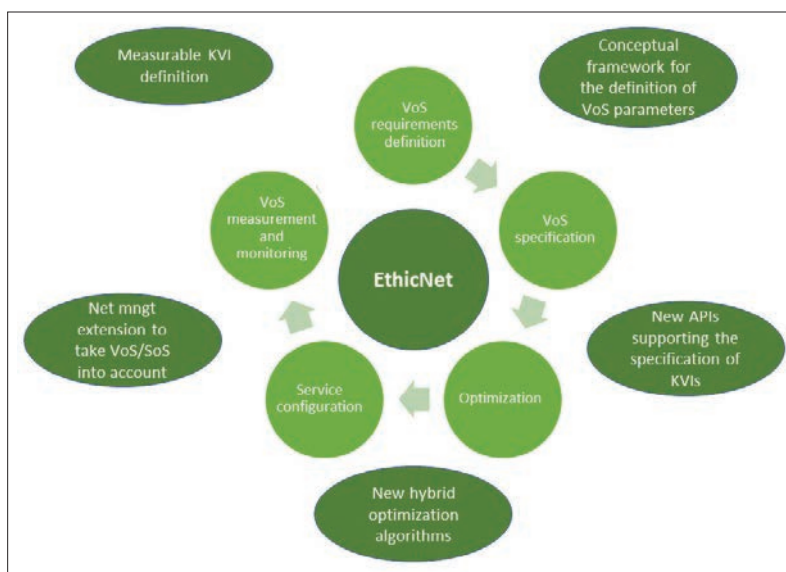 Measurable KVI
definition
Conceptual
framework for
the definition of
VoS parameters
VoS
requirements
definition
VoS
measurement
and
monitoring
VoS
specification
EthicNet
Net mngt
extension to
take VoS/SoS
into account
New APIs
supporting the
specification of
KVIs
Service
configuration
Optimization
New hybrid
optimization
algorithms